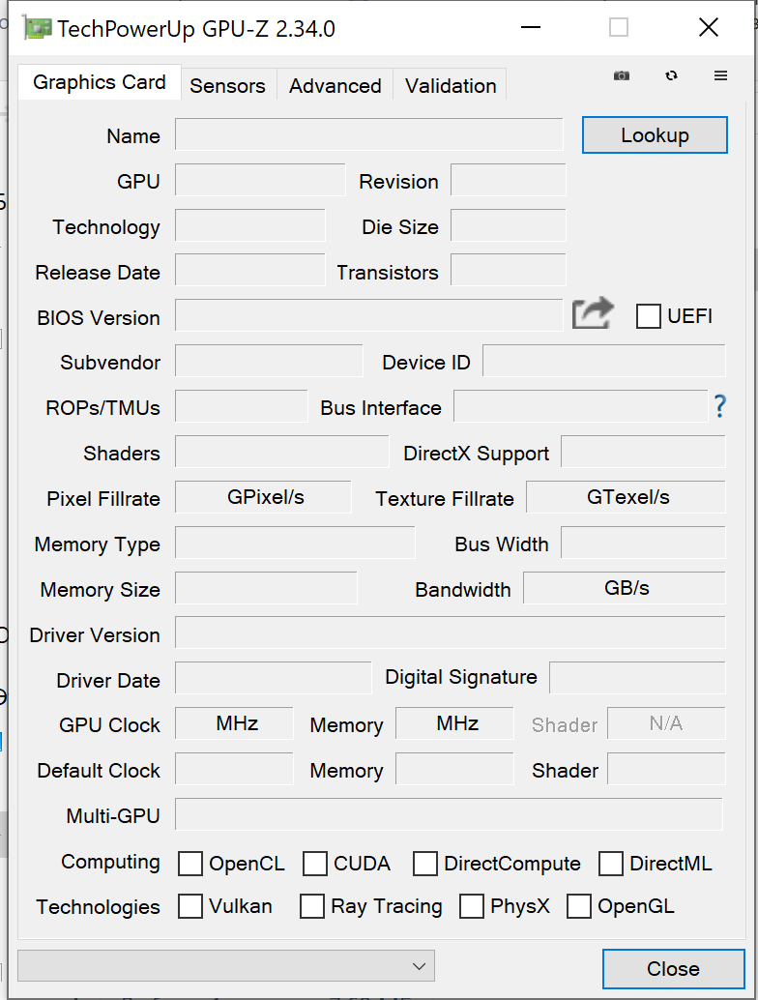 TechPowerUp GPU-Z 2.34.0
Graphics Card Sensors Advanced Validation
Name Lookup
GPU Revision
Technology Die Size
Release Date Transistors
BIOS Version UEFI
Subvendor Device ID
ROPs/TMUs Bus Interface ?
Shaders DirectX Support
Pixel Fillrate GPixel/s Texture Fillrate GTexel/s
Memory Type Bus Width
Memory Size Bandwidth GB/s
Driver Version
Driver Date Digital Signature
GPU Clock MHz Memory MHz Shader N/A
Default Clock Memory Shader
Multi-GPU
Computing OpenCL CUDA DirectCompute DirectML
Technologies Vulkan Ray Tracing PhysX OpenGL
Close